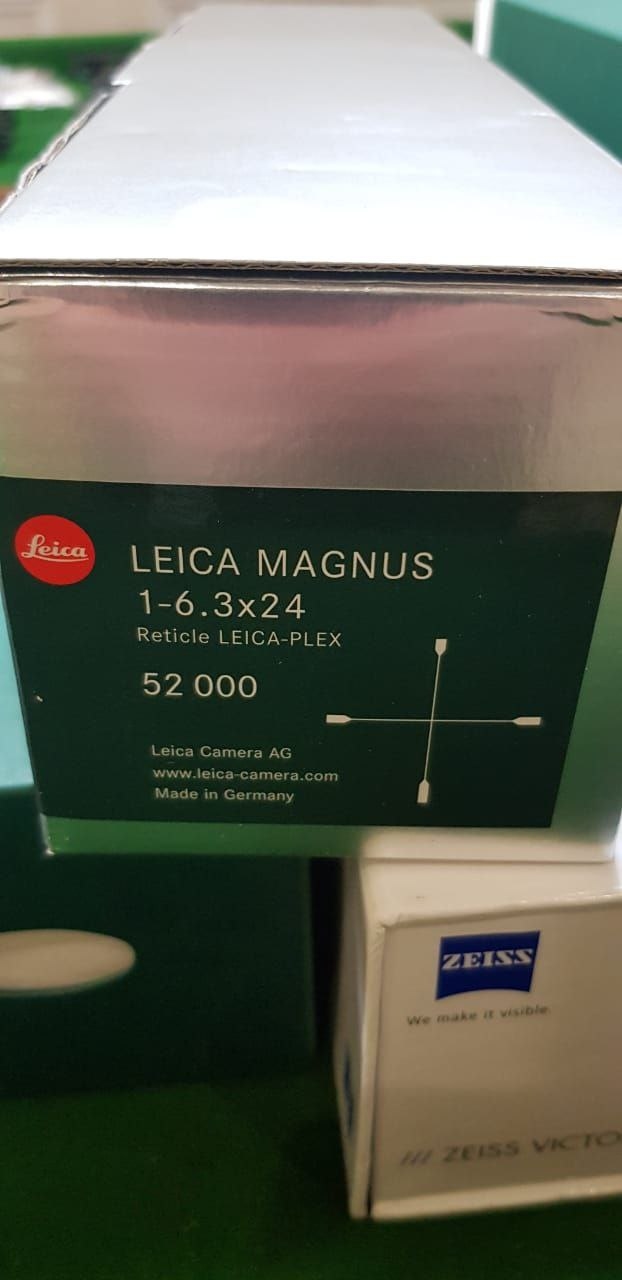 Leica
LEICA MAGNUS
1-6.3x24
Reticle LEICA-PLEX
52 000
Leica Camera AG
www.leica-camera.com
Made in Germany
ZEISS
We make it visible.
/// ZEISS VICTO